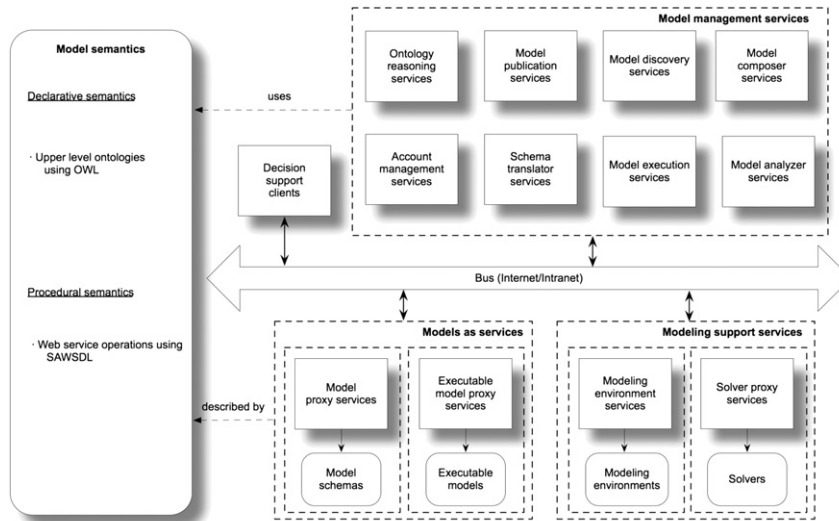 Model semantics
Declarative semantics
· Upper level ontologies
using OWL
Procedural semantics
· Web service operations using
SAWSDL
uses
described by
Decision
support
clients
Model management services
Ontology
reasoning
services
Model
publication
services
Model discovery
services
Model
composer
services
Account
management
services
Schema
translator
services
Model execution
services
Model analyzer
services
Bus (Internet/Intranet)
Models as services
Model
proxy services
Executable
model proxy
services
Model
schemas
Executable
models
Modeling support services
Modeling
environment
services
Solver proxy
services
Modeling
environments
Solvers